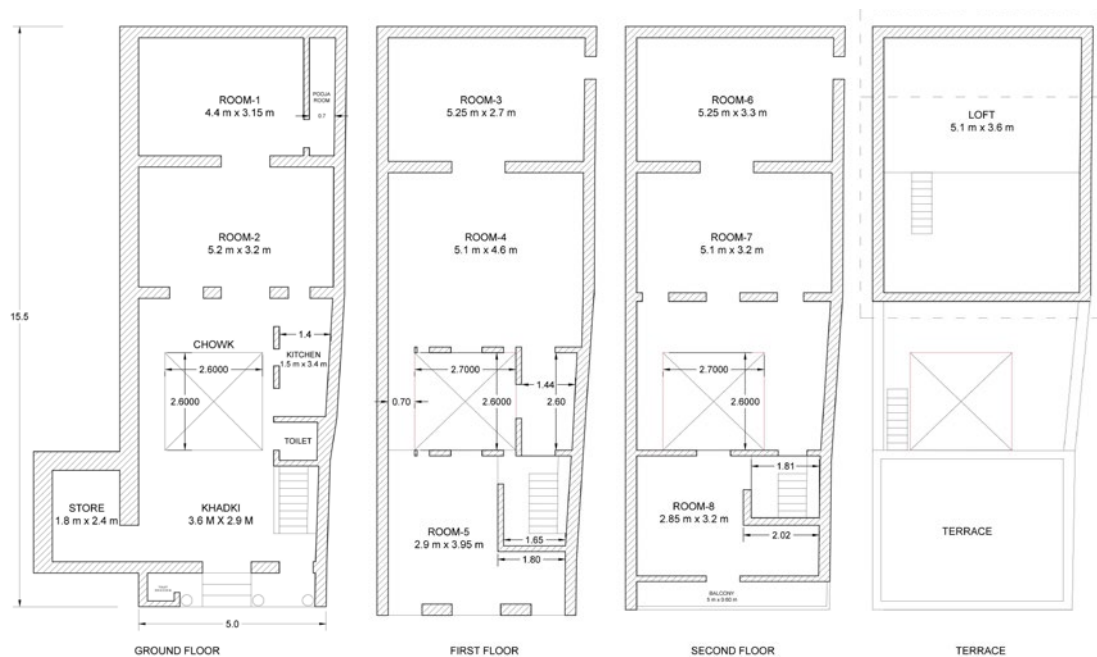 15.5
ROOM-1
4.4 m x 3.15 m
POOJA
ROOM
0.7
ROOM-2
5.2 m x 3.2 m
CHOWK
2.6000
2.6000
1.4
KITCHEN
1.5 m x 3.4 m
TOILET
STORE
1.8 m x 2.4 m
KHADKI
3.6 M X 2.9 M
5.0
GROUND FLOOR
ROOM-3
5.25 m x 2.7 m
ROOM-4
5.1 m x 4.6 m
2.7000
0.70
2.6000
1.44
2.60
ROOM-5
2.9 m x 3.95 m
1.65
1.80
FIRST FLOOR
ROOM-6
5.25 m x 3.3 m
ROOM-7
5.1 m x 3.2 m
2.7000
2.6000
1.81
ROOM-8
2.85 m x 3.2 m
2.02
BALCONY
5 m x 0.60 m
SECOND FLOOR
LOFT
5.1 m x 3.6 m
TERRACE
TERRACE